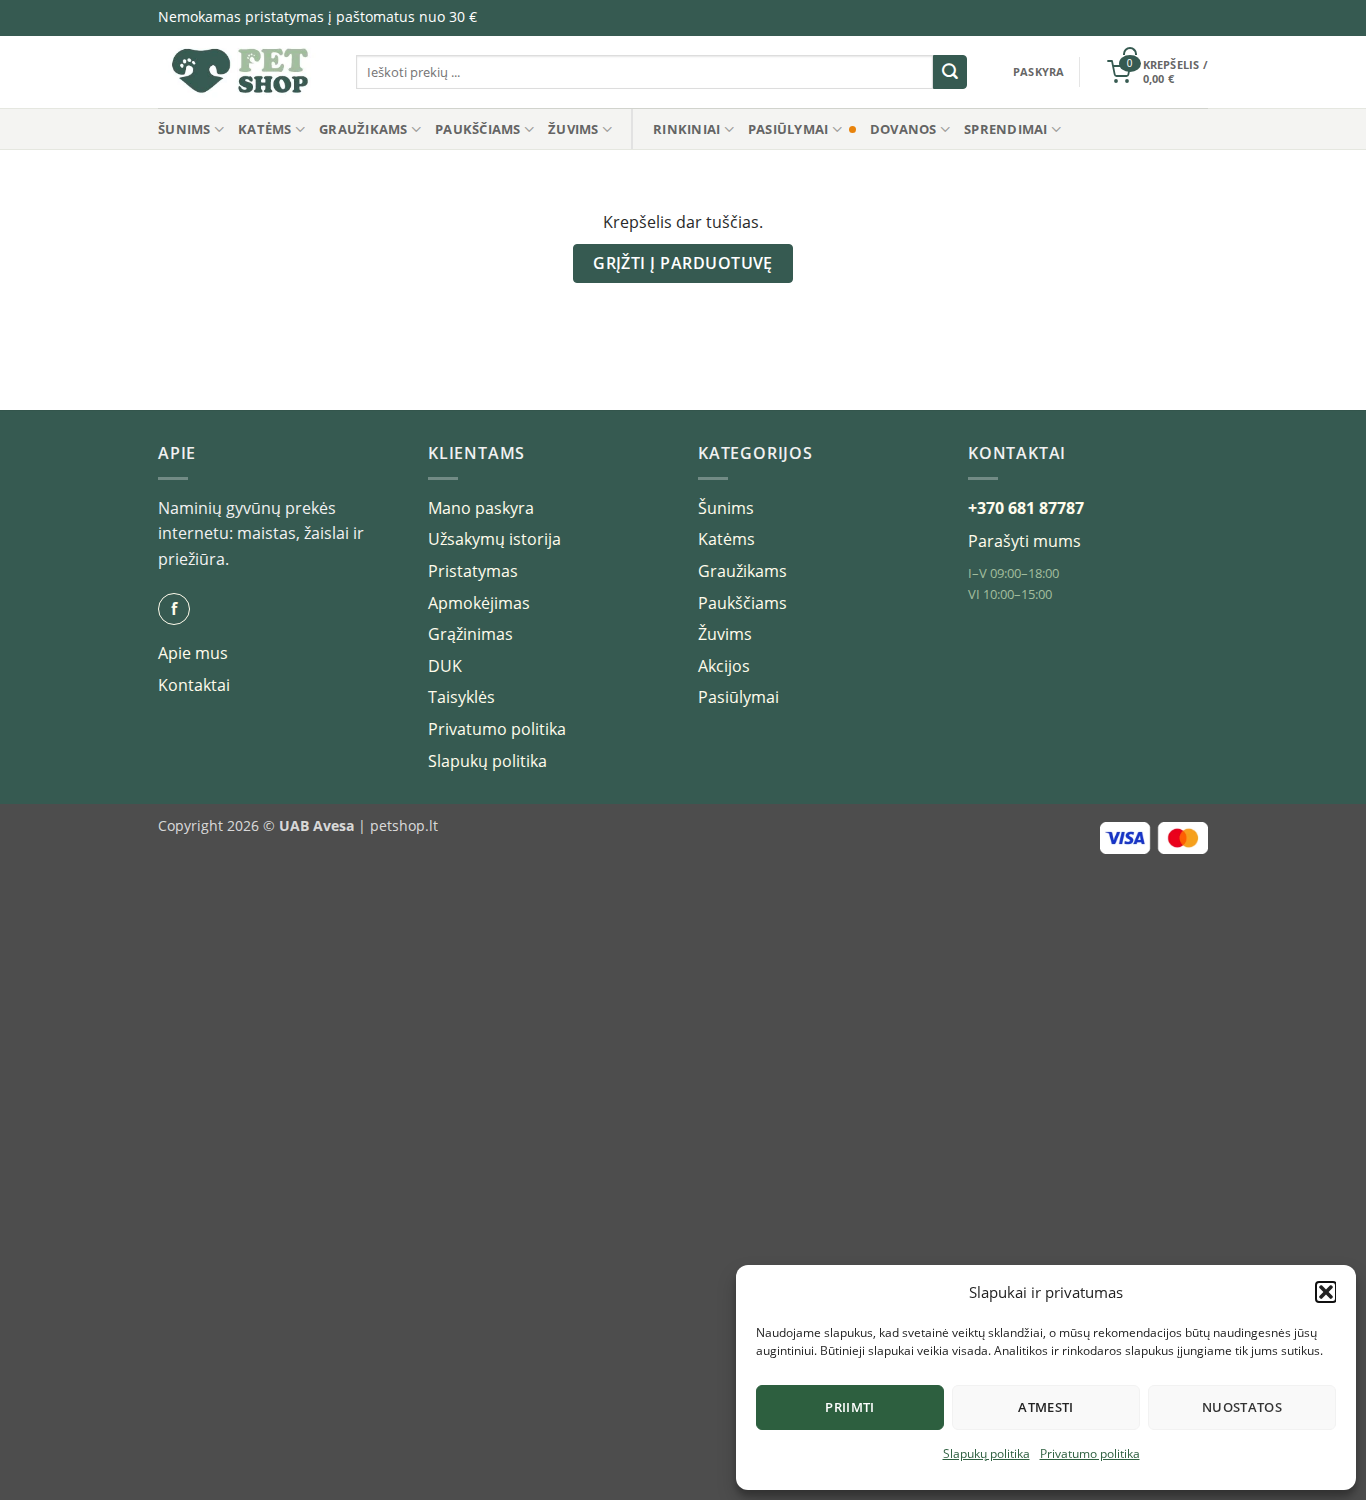 Nemokamas pristatymas į paštomatus nuo 30 €
PET
SHOP
Ieškoti prekių ...
PASKYRA
0
KREPŠELIS /
0,00 €
ŠUNIMS
KATĖMS
GRAUŽIKAMS
PAUKŠČIAMS
ŽUVIMS
RINKINIAI
PASIŪLYMAI
DOVANOS
SPRENDIMAI
Krepšelis dar tuščias.
GRĮŽTI Į PARDUOTUVĘ
APIE
Naminių gyvūnų prekės
internetu: maistas, žaislai ir
priežiūra.
f
Apie mus
Kontaktai
KLIENTAMS
Mano paskyra
Užsakymų istorija
Pristatymas
Apmokėjimas
Grąžinimas
DUK
Taisyklės
Privatumo politika
Slapukų politika
KATEGORIJOS
Šunims
Katėms
Graužikams
Paukščiams
Žuvims
Akcijos
Pasiūlymai
KONTAKTAI
+370 681 87787
Parašyti mums
I–V 09:00–18:00
VI 10:00–15:00
Copyright 2026 © UAB Avesa | petshop.lt
VISA
Slapukai ir privatumas
Naudojame slapukus, kad svetainė veiktų sklandžiai, o mūsų rekomendacijos būtų naudingesnės jūsų
augintiniui. Būtinieji slapukai veikia visada. Analitikos ir rinkodaros slapukus įjungiame tik jums sutikus.
PRIIMTI
ATMESTI
NUOSTATOS
Slapukų politika
Privatumo politika